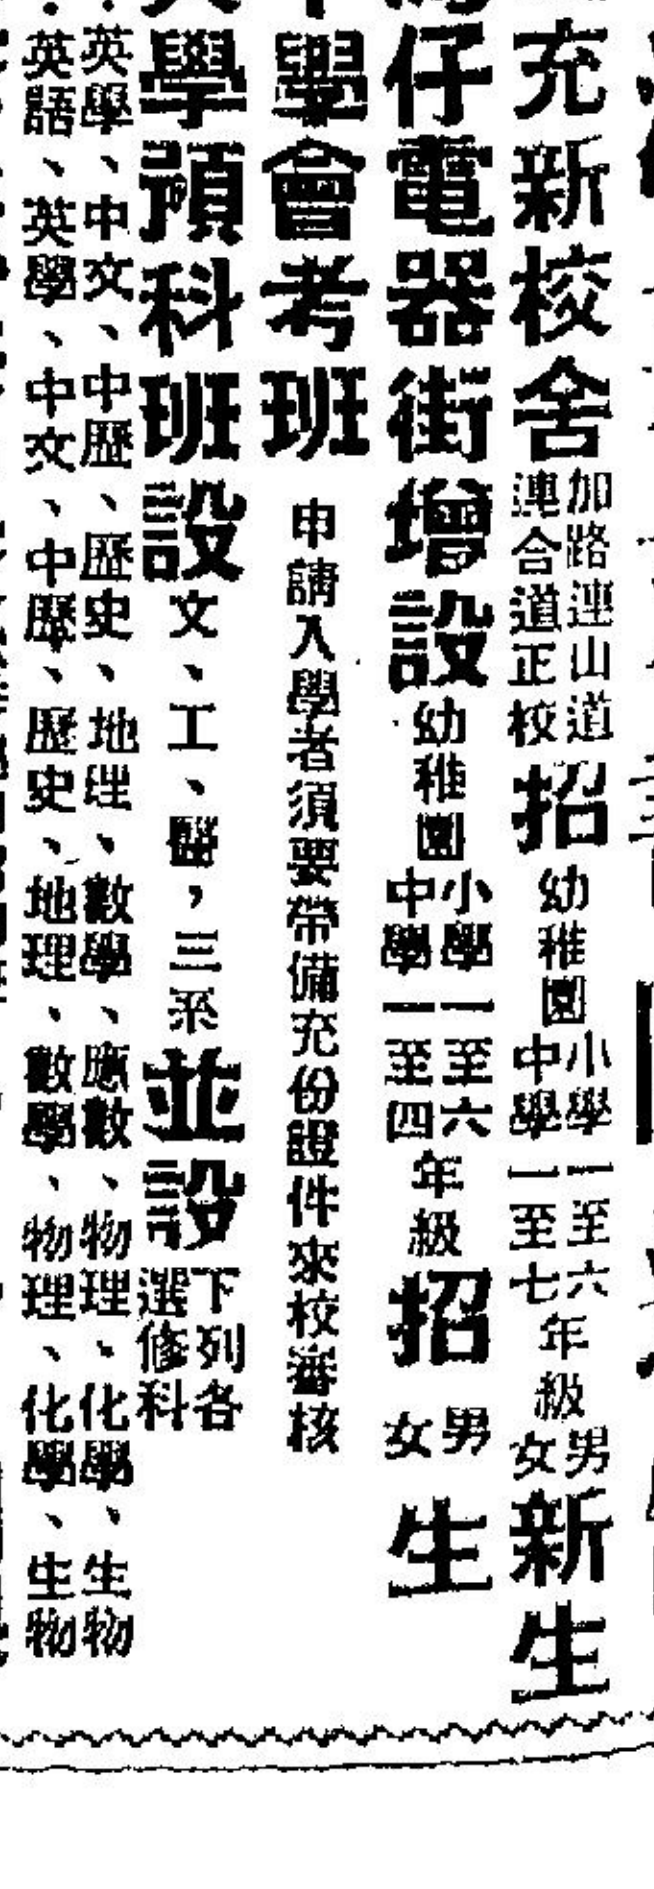 充新校舍 加路連山道 連合道正校 招 幼稚園 小學一至六 中學一至七 年級 男女 新生
仔電器街增設 幼稚園 小學一至六 中學一至四 年級 招 男女 生
學會考班 申請入學者須要帶備充份證件來校審核
學預科班設 文、工、醫，三系 並設 下列各選修科
英學、中文、中歷、歷史、地理、數學、應數、物理、化學、生物
英語、英學、中文、中歷、歷史、地理、數學、物理、化學、生物